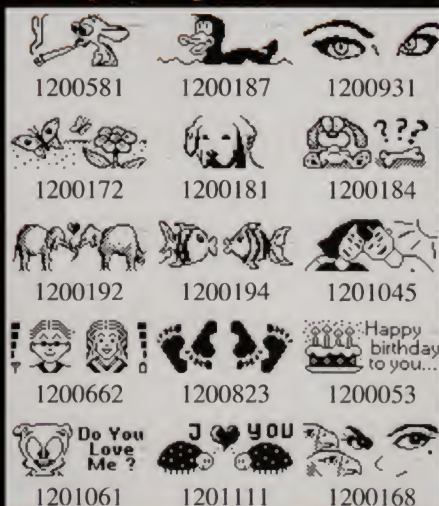 1200581 1200187 1200931
1200172 1200181 1200184
???
1200192 1200194 1201045
1200662 1200823 1200053
Happy
birthday
to you...
Do You
Love
Me ?
I YOU
1201061 1201111 1200168